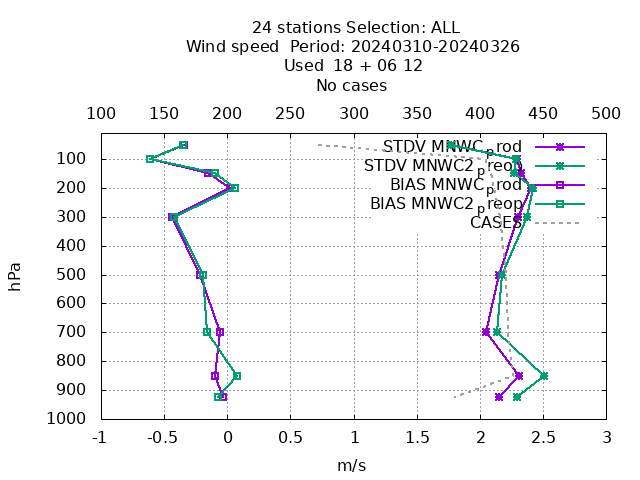 24 stations Selection: ALL
Wind speed  Period: 20240310-20240326
Used  18 + 06 12
No cases
100 150 200 250 300 350 400 450 500
STDV MNWC_prod
STDV MNWC2_preop
BIAS MNWC_prod
BIAS MNWC2_preop
CASES
hPa
100
200
300
400
500
600
700
800
900
1000
-1 -0.5 0 0.5 1 1.5 2 2.5 3
m/s